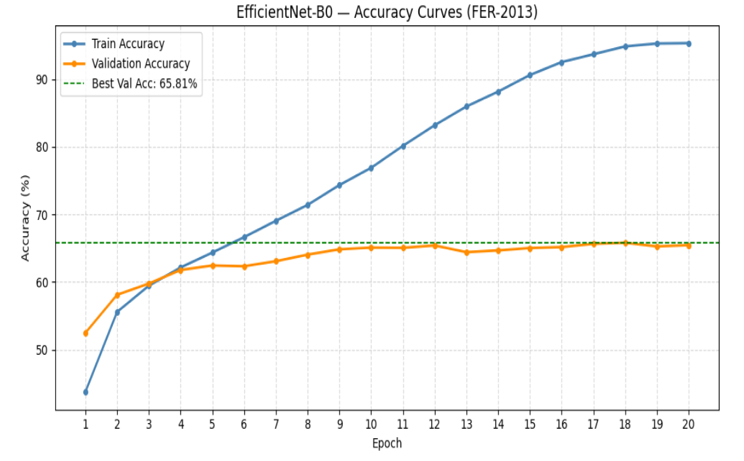 EfficientNet-B0 — Accuracy Curves (FER-2013)
Train Accuracy
Validation Accuracy
Best Val Acc: 65.81%
90
80
70
60
50
Accuracy (%)
1 2 3 4 5 6 7 8 9 10 11 12 13 14 15 16 17 18 19 20
Epoch